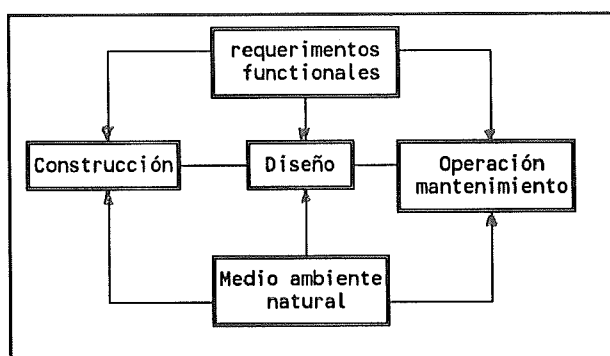 requerimentos
functionales
Construcción
Diseño
Operación
mantenimiento
Medio ambiente
natural